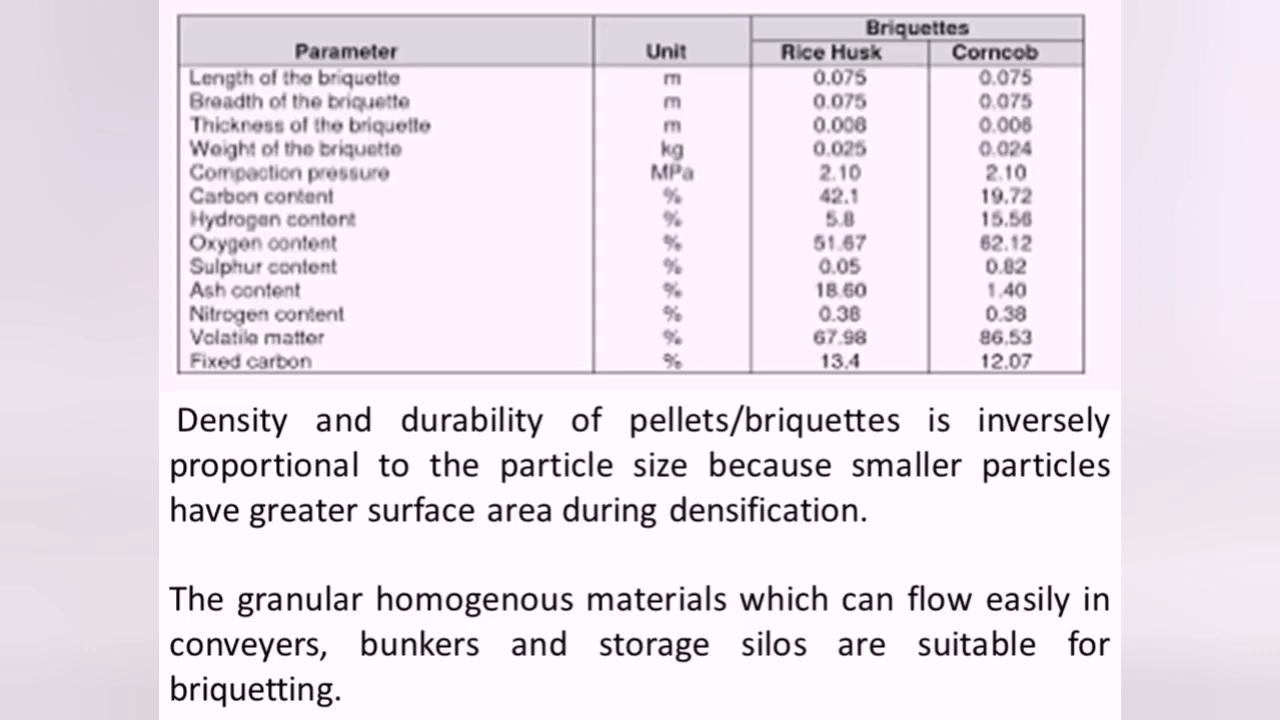 Briquettes
Parameter Unit Rice Husk Corncob
Length of the briquette m 0.075 0.075
Breadth of the briquette m 0.075 0.075
Thickness of the briquette m 0.006 0.006
Weight of the briquette kg 0.025 0.024
Compaction pressure MPa 2.10 2.10
Carbon content % 42.1 19.72
Hydrogen content % 5.8 15.56
Oxygen content % 51.67 62.12
Sulphur content % 0.05 0.82
Ash content % 18.60 1.40
Nitrogen content % 0.38 0.38
Volatile matter % 67.98 86.53
Fixed carbon % 13.4 12.07
Density and durability of pellets/briquettes is inversely
proportional to the particle size because smaller particles
have greater surface area during densification.
The granular homogenous materials which can flow easily in
conveyers, bunkers and storage silos are suitable for
briquetting.